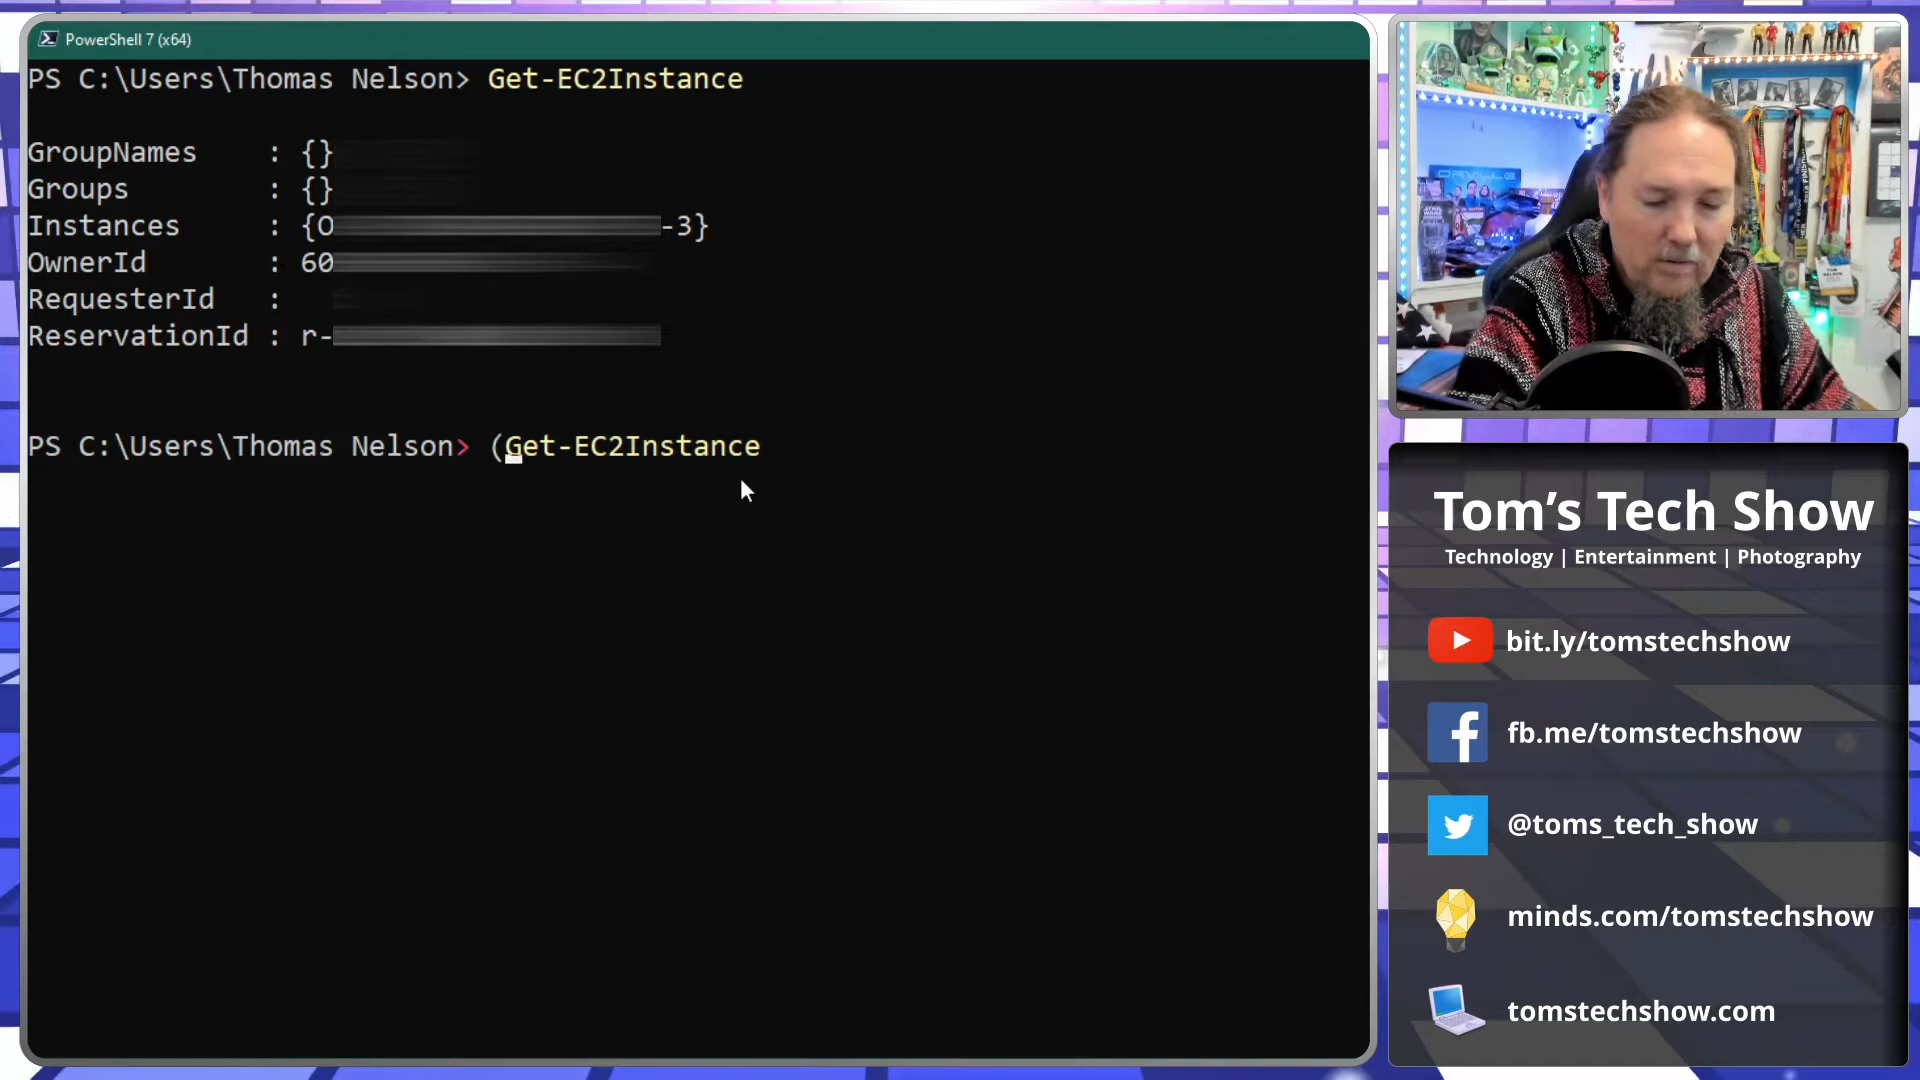 PowerShell 7 (x64)
PS C:\Users\Thomas Nelson> Get-EC2Instance
GroupNames : {}
Groups : {}
Instances : {O -3}
OwnerId : 60
RequesterId :
ReservationId : r-
PS C:\Users\Thomas Nelson> (Get-EC2Instance
ORVILLE
Tom's Tech Show
Technology | Entertainment | Photography
bit.ly/tomstechshow
fb.me/tomstechshow
@toms_tech_show
minds.com/tomstechshow
tomstechshow.com